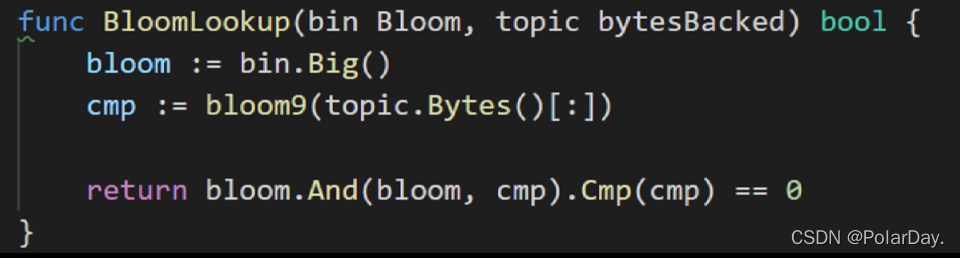 func BloomLookup(bin Bloom, topic bytesBacked) bool {
    bloom := bin.Big()
    cmp := bloom9(topic.Bytes()[:])

    return bloom.And(bloom, cmp).Cmp(cmp) == 0
}
CSDN @PolarDay.